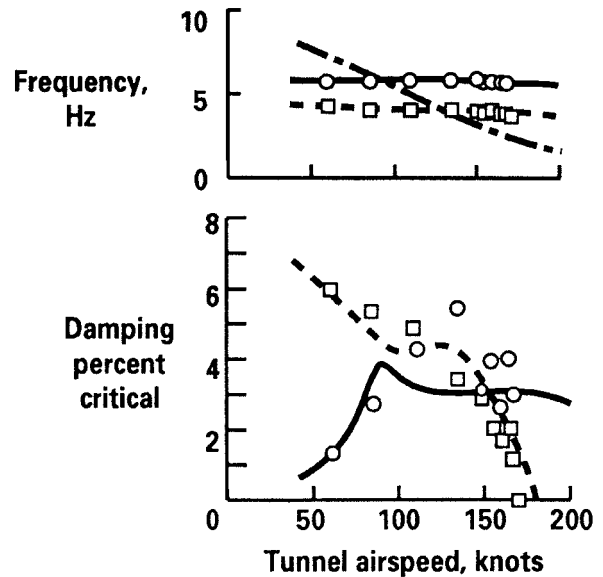 10
Frequency,
Hz
5
0
8
6
Damping
percent
critical
4
2
0 50 100 150 200
Tunnel airspeed, knots